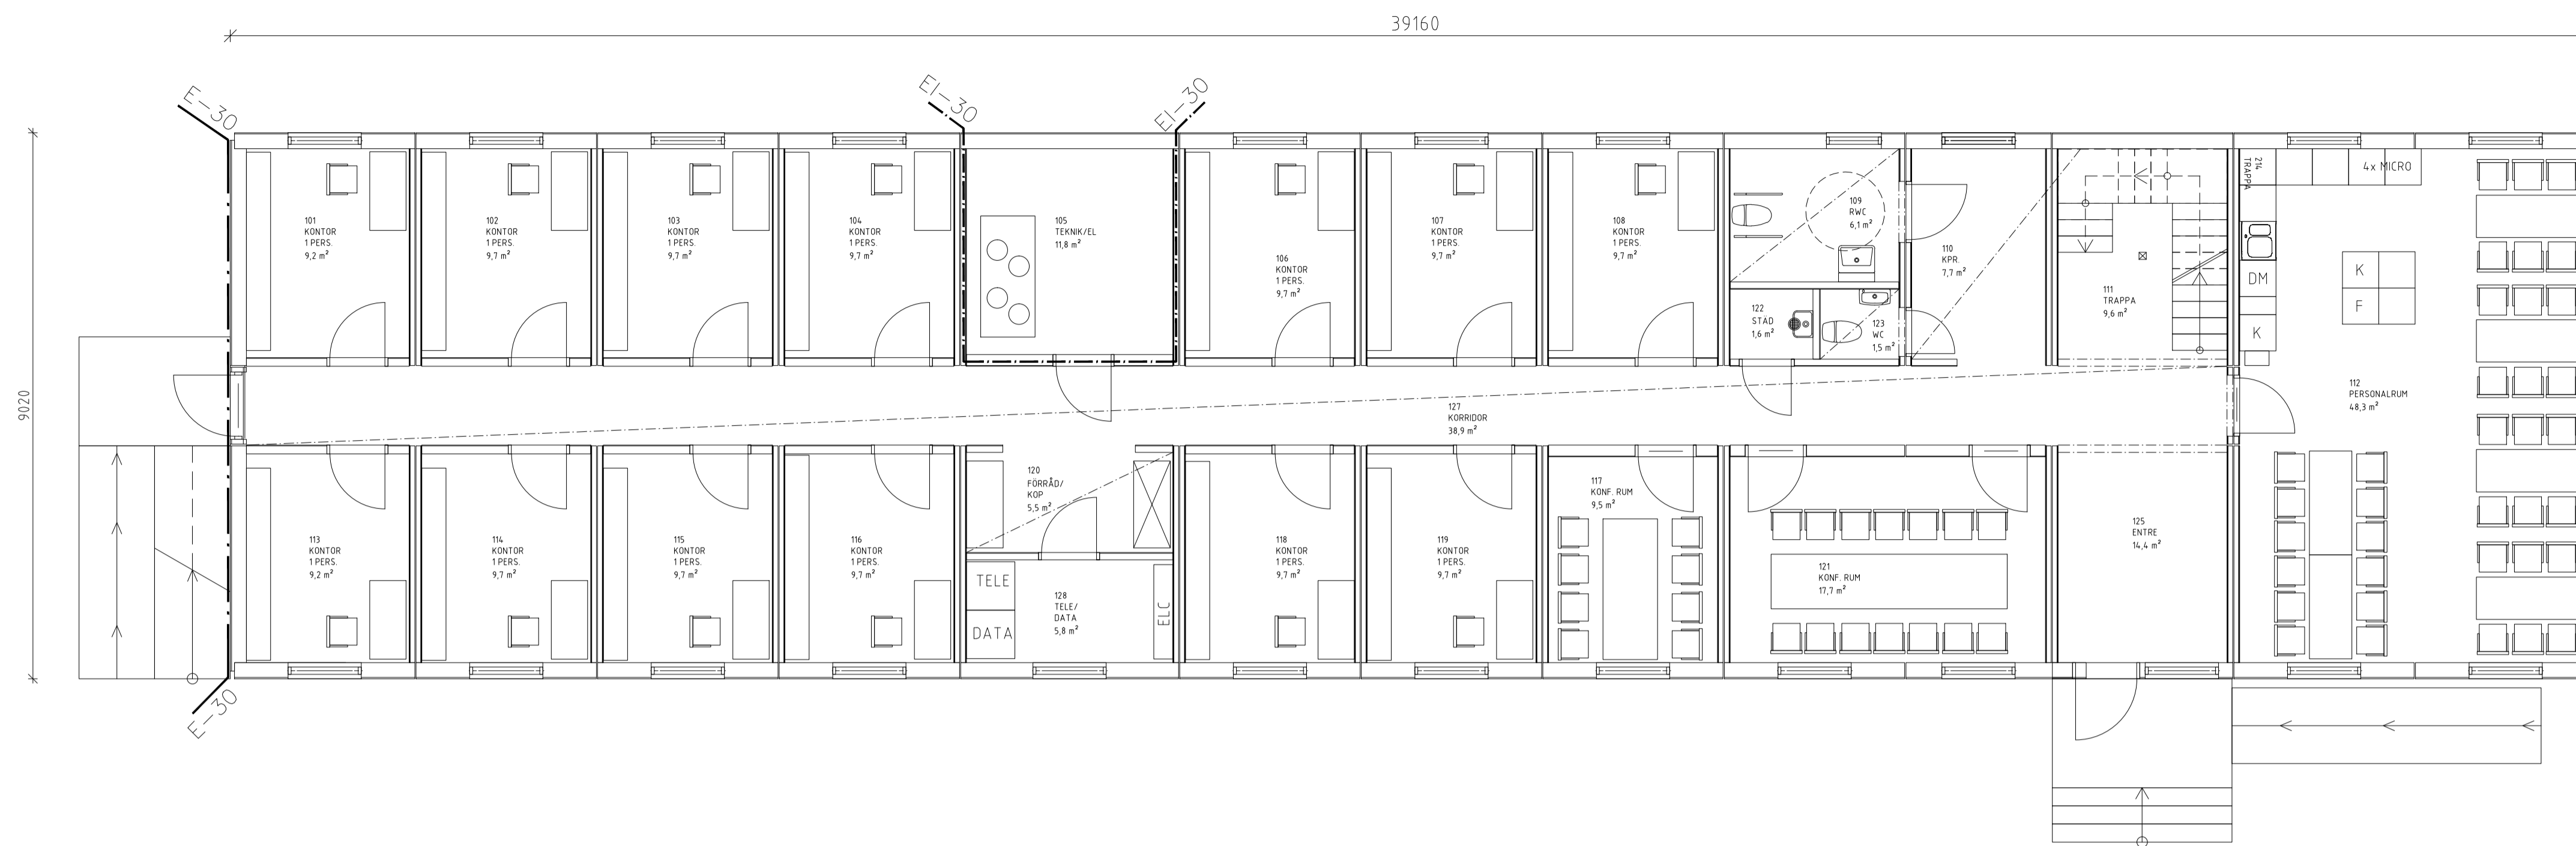 39160
9020
E-30
EI-30
EI-30
101
KONTOR
1 PERS.
9,2 m²
102
KONTOR
1 PERS.
9,7 m²
103
KONTOR
1 PERS.
9,7 m²
104
KONTOR
1 PERS.
9,7 m²
105
TEKNIK/EL
11,8 m²
106
KONTOR
1 PERS.
9,7 m²
107
KONTOR
1 PERS.
9,7 m²
108
KONTOR
1 PERS.
9,7 m²
109
RWC
6,1 m²
110
KPR.
7,7 m²
122
STÄD
1,6 m²
123
WC
1,5 m²
111
TRAPPA
9,6 m²
214
TRAPPA
4x MICRO
DM
K
K
F
112
PERSONALRUM
48,3 m²
127
KORRIDOR
38,9 m²
113
KONTOR
1 PERS.
9,2 m²
114
KONTOR
1 PERS.
9,7 m²
115
KONTOR
1 PERS.
9,7 m²
116
KONTOR
1 PERS.
9,7 m²
120
FÖRRÅD/
KOP
5,5 m²
TELE
DATA
128
TELE/
DATA
5,8 m²
ELC
118
KONTOR
1 PERS.
9,7 m²
119
KONTOR
1 PERS.
9,7 m²
117
KONF. RUM
9,5 m²
121
KONF. RUM
17,7 m²
125
ENTRE
14,4 m²
E-30